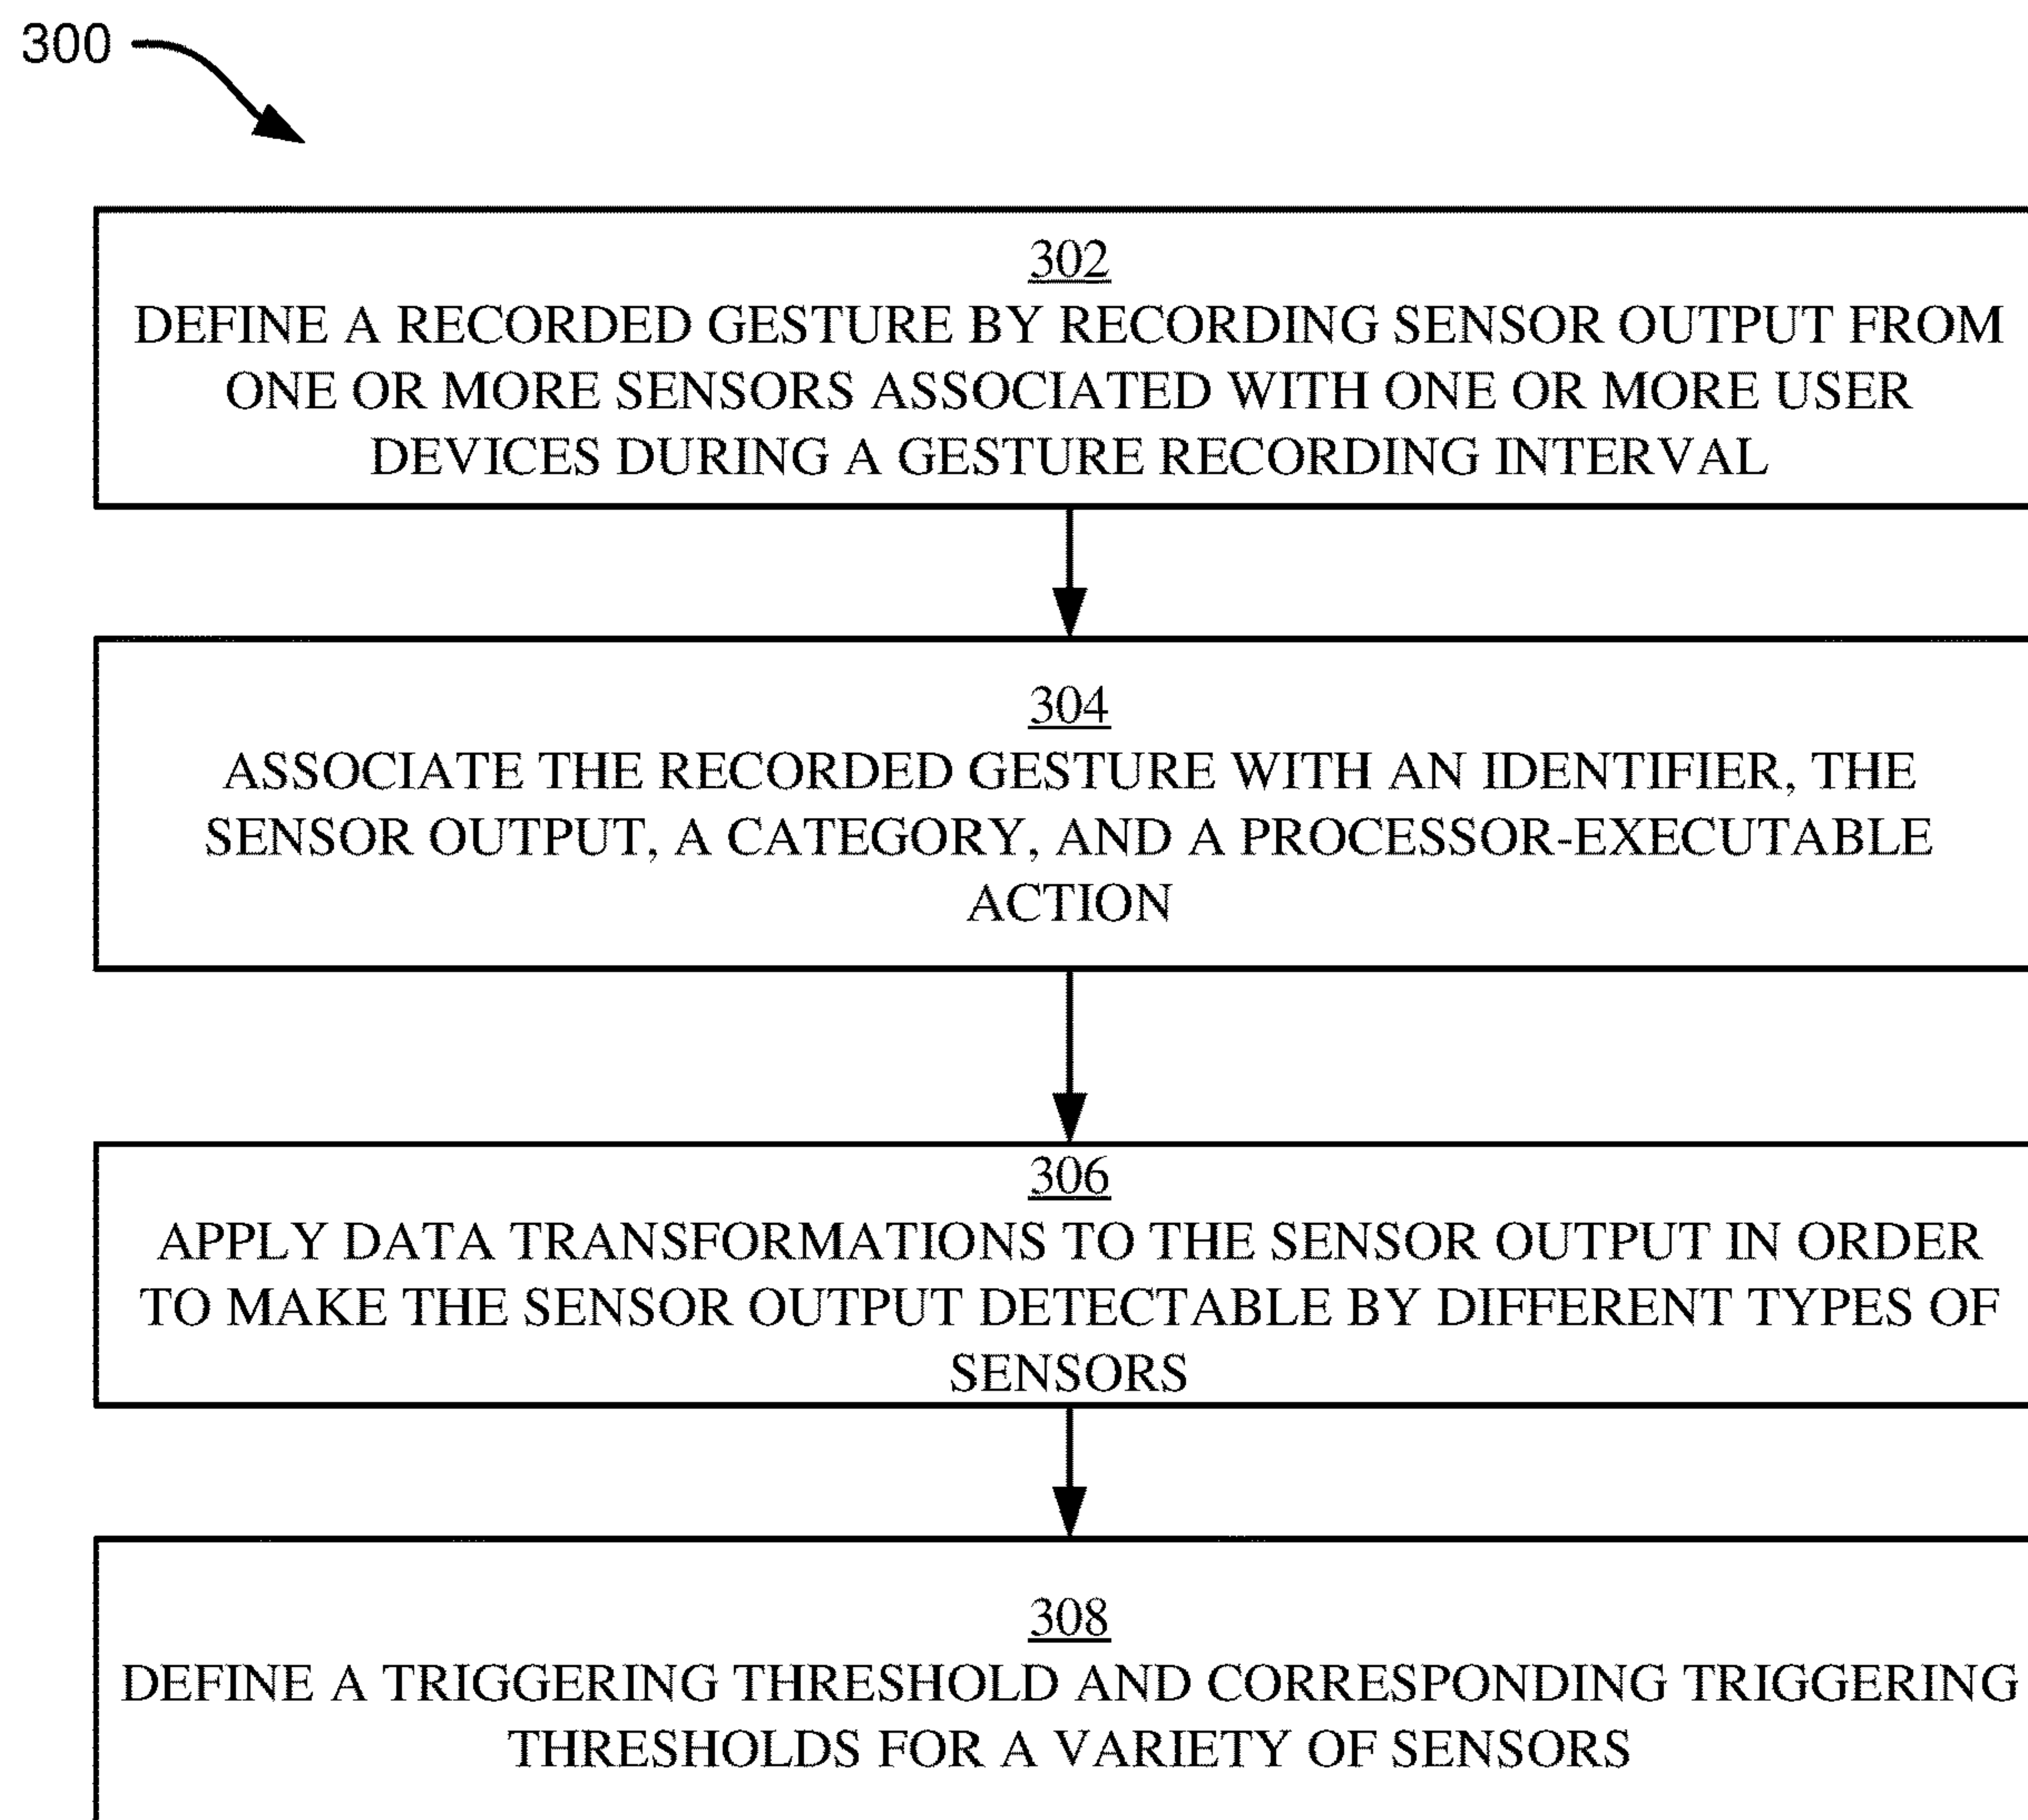 300
302
DEFINE A RECORDED GESTURE BY RECORDING SENSOR OUTPUT FROM
ONE OR MORE SENSORS ASSOCIATED WITH ONE OR MORE USER
DEVICES DURING A GESTURE RECORDING INTERVAL
304
ASSOCIATE THE RECORDED GESTURE WITH AN IDENTIFIER, THE
SENSOR OUTPUT, A CATEGORY, AND A PROCESSOR-EXECUTABLE
ACTION
306
APPLY DATA TRANSFORMATIONS TO THE SENSOR OUTPUT IN ORDER
TO MAKE THE SENSOR OUTPUT DETECTABLE BY DIFFERENT TYPES OF
SENSORS
308
DEFINE A TRIGGERING THRESHOLD AND CORRESPONDING TRIGGERING
THRESHOLDS FOR A VARIETY OF SENSORS